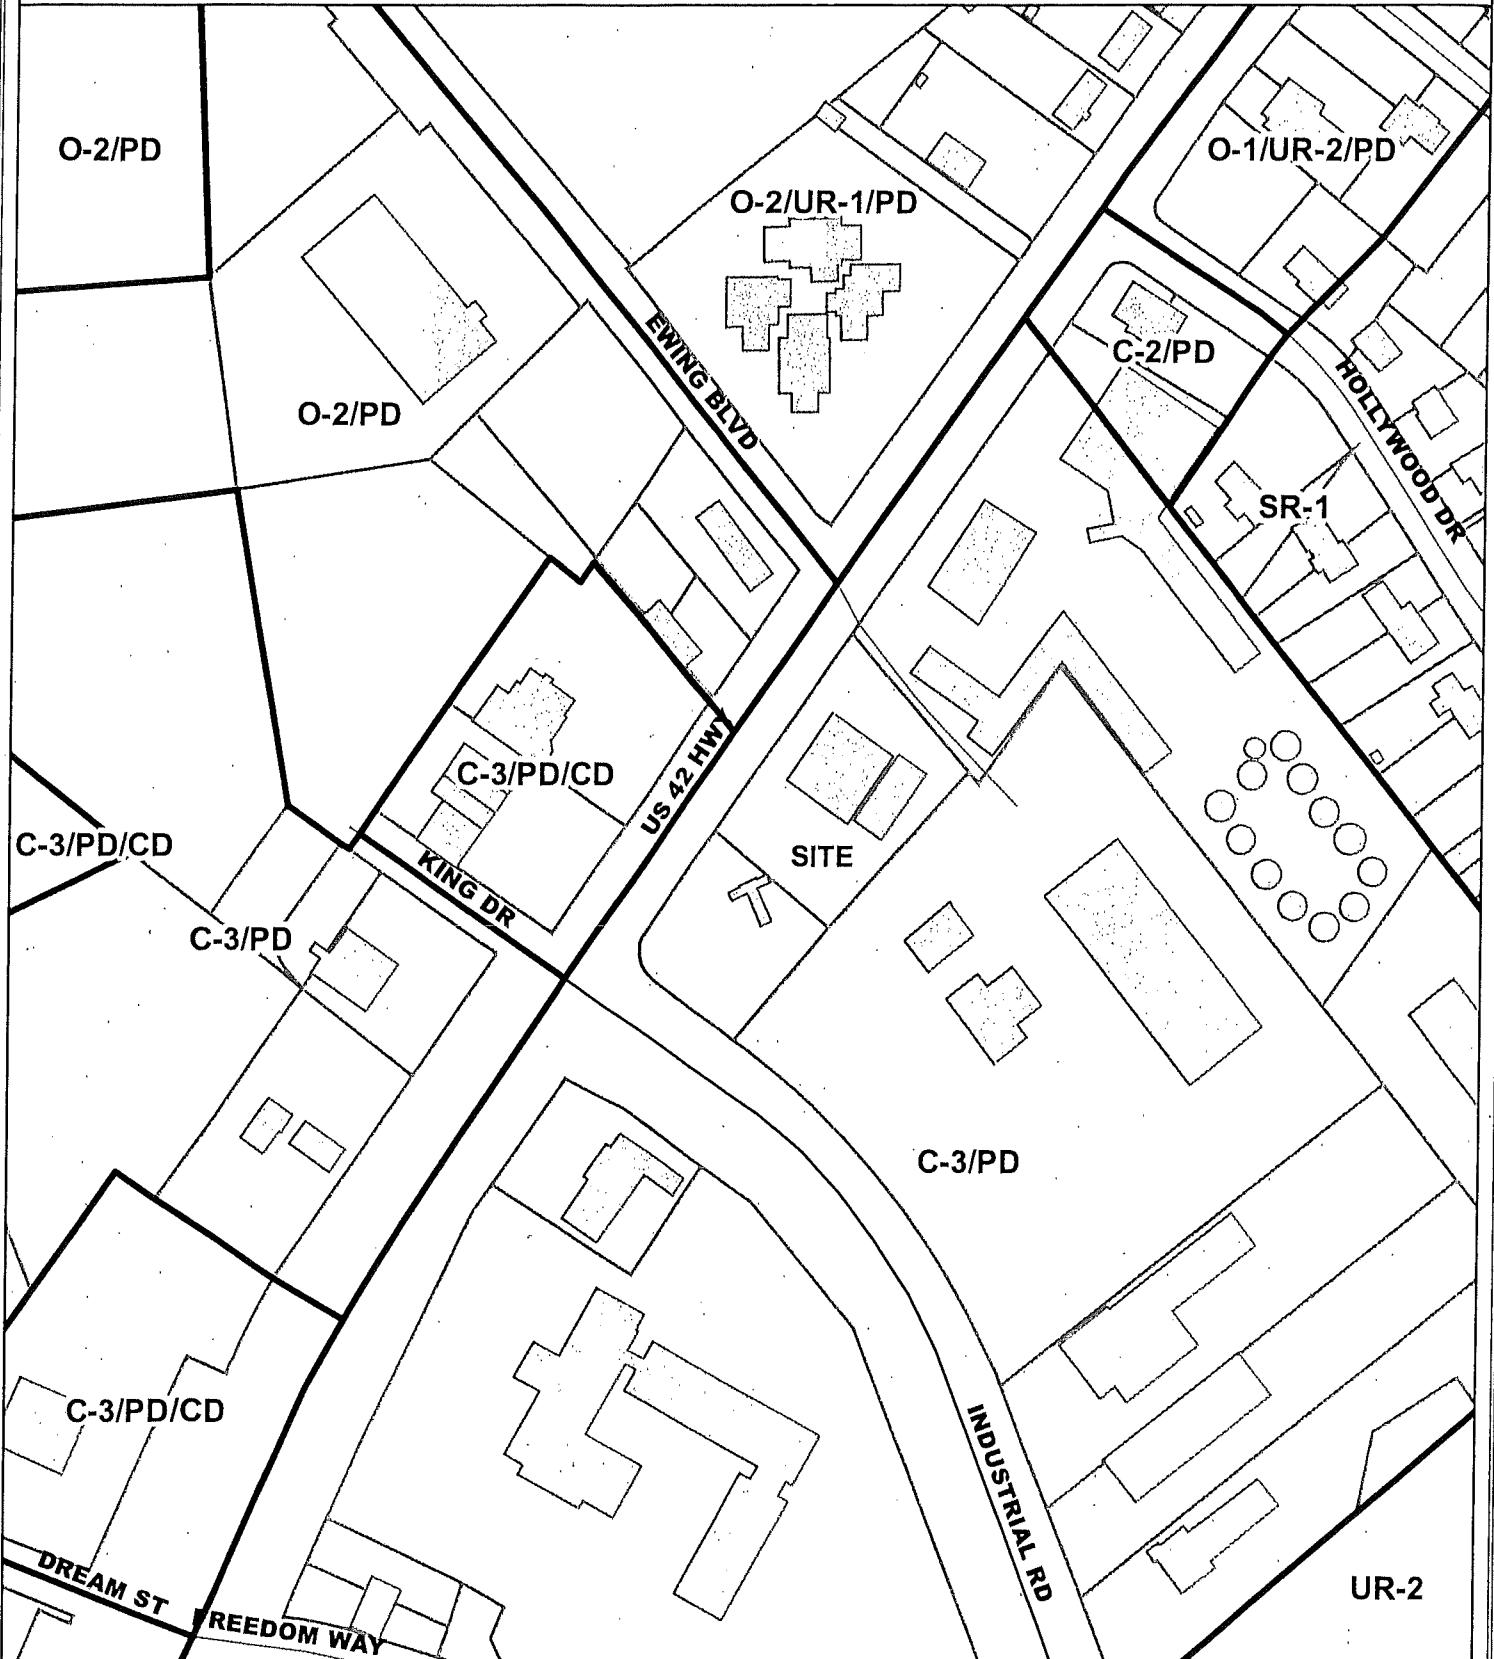 O-2/PD
O-1/UR-2/PD
O-2/UR-1/PD
EWING BLVD
C-2/PD
HOLLYWOOD DR
O-2/PD
SR-1
C-3/PD/CD
US 42 HWY
C-3/PD/CD
SITE
KING DR
C-3/PD
C-3/PD
C-3/PD/CD
INDUSTRIAL RD
DREAM ST
FREEDOM WAY
UR-2